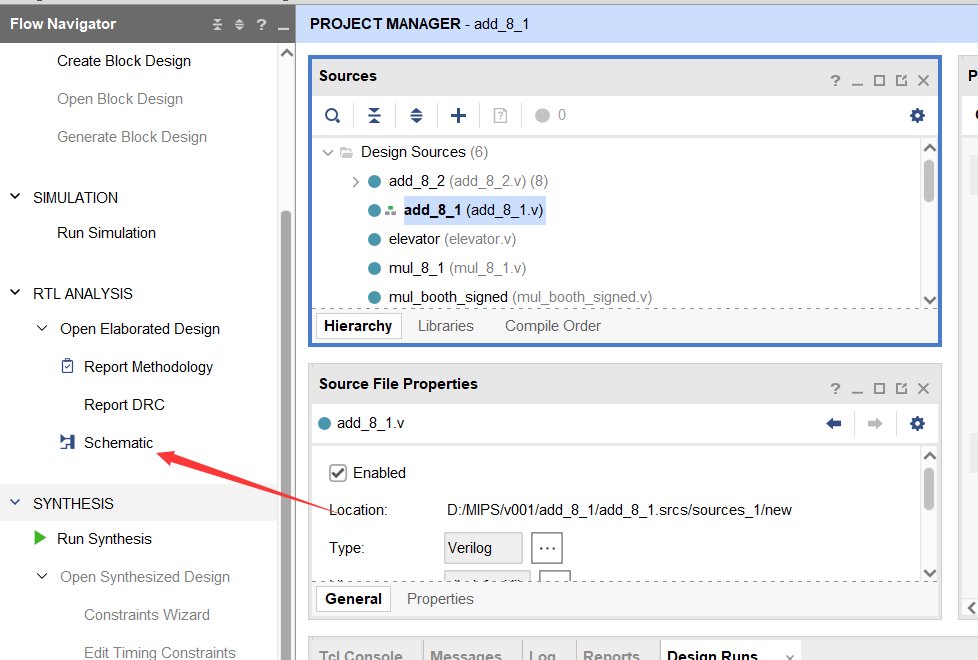 Flow Navigator
?
Create Block Design
Open Block Design
Generate Block Design
SIMULATION
Run Simulation
RTL ANALYSIS
Open Elaborated Design
Report Methodology
Report DRC
Schematic
SYNTHESIS
Run Synthesis
Open Synthesized Design
Constraints Wizard
Edit Timing Constraints
PROJECT MANAGER - add_8_1
Sources
?
? 0
Design Sources (6)
add_8_2 (add_8_2.v) (8)
add_8_1 (add_8_1.v)
elevator (elevator.v)
mul_8_1 (mul_8_1.v)
mul_booth_signed (mul_booth_signed.v)
Hierarchy Libraries Compile Order
Source File Properties
?
add_8_1.v
Enabled
Location: D:/MIPS/v001/add_8_1/add_8_1.srcs/sources_1/new
Type: Verilog ...
General Properties
Tcl Console Messages Log Reports Design Runs
P